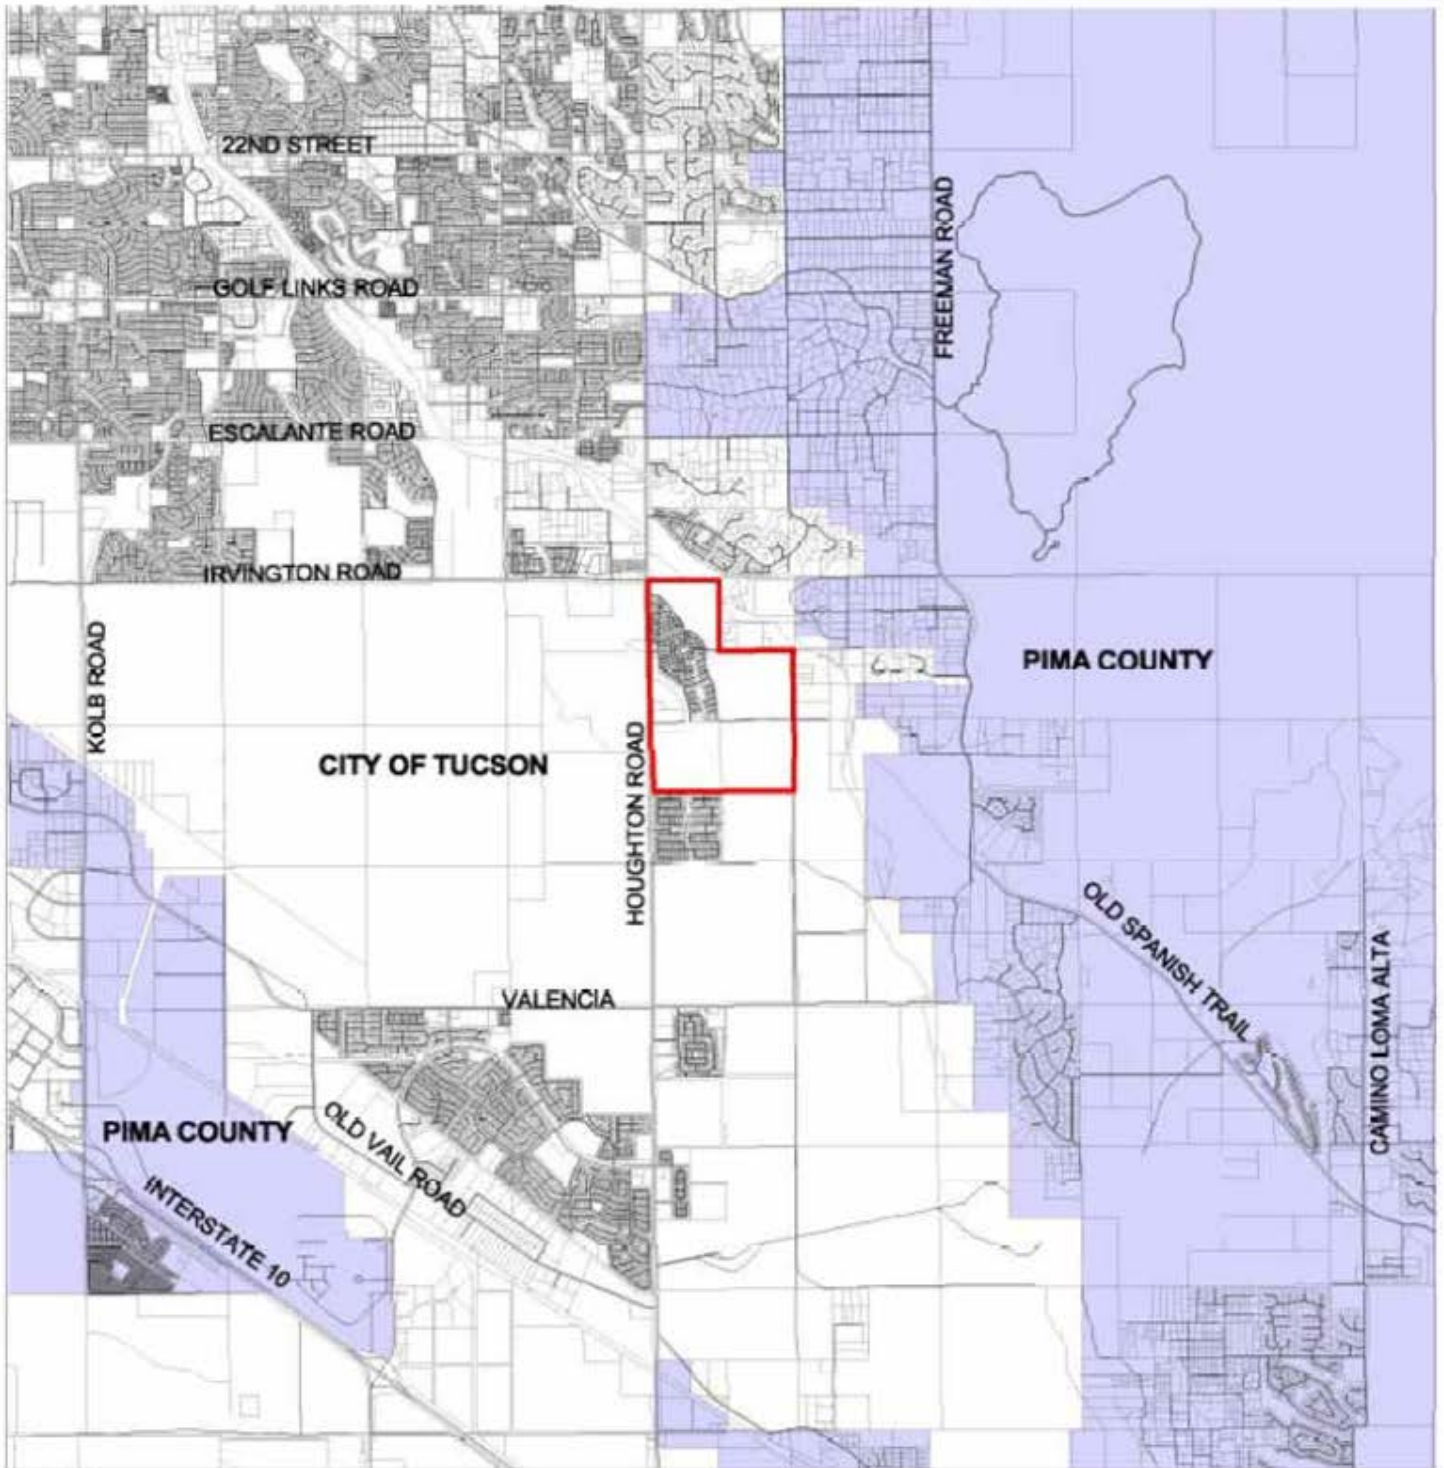 22ND STREET
FREEMAN ROAD
GOLF LINKS ROAD
ESCALANTE ROAD
IRVINGTON ROAD
KOLB ROAD
PIMA COUNTY
CITY OF TUCSON
HOUGHTON ROAD
OLD SPANISH TRAIL
CAMINO LOMA ALTA
VALENCIA
PIMA COUNTY
OLD VAIL ROAD
INTERSTATE 10